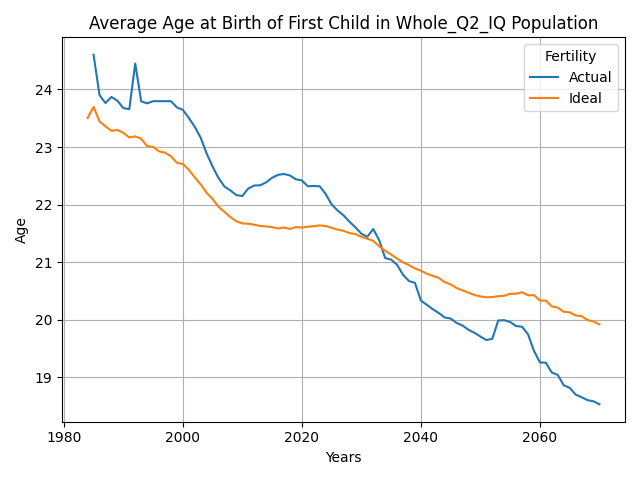 Average Age at Birth of First Child in Whole_Q2_IQ Population
Fertility
Actual
Ideal
Age
24
23
22
21
20
19
1980
2000
2020
2040
2060
Years